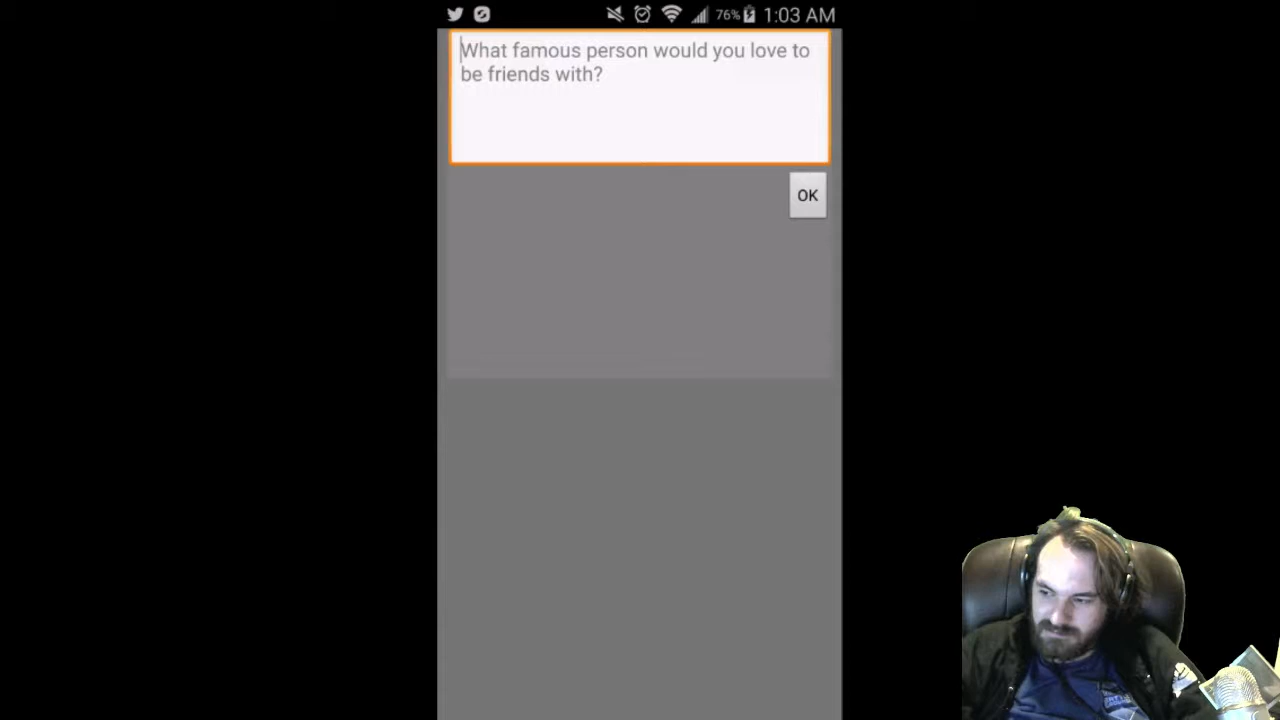 76% 1:03 AM
What famous person would you love to
be friends with?
OK